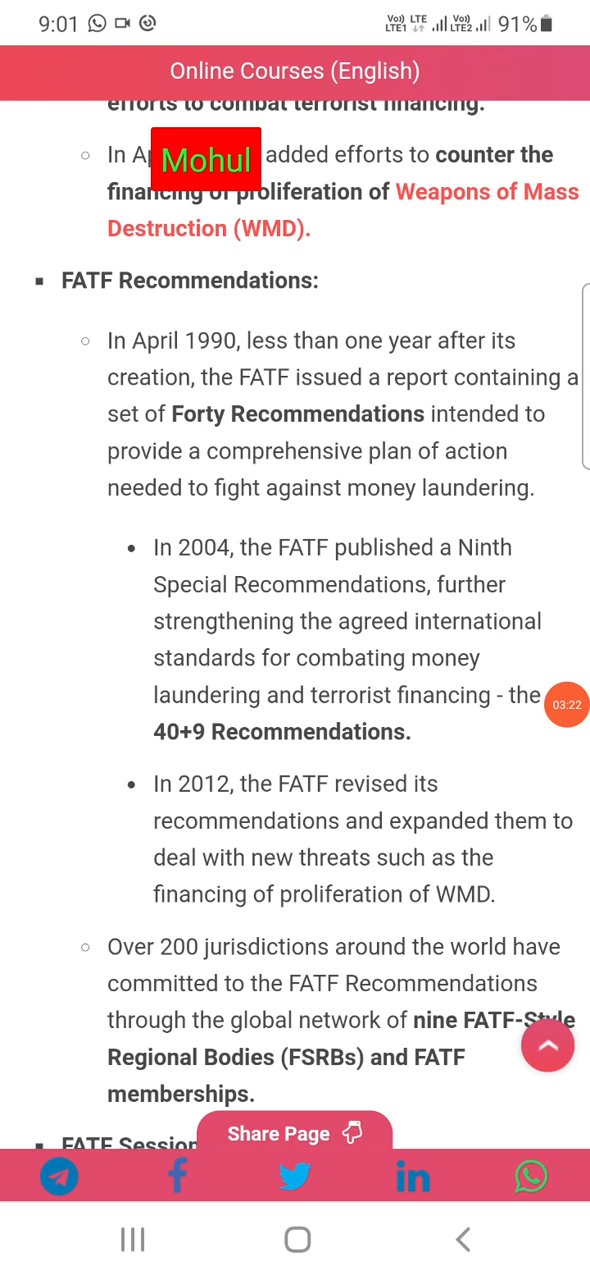 9:01
Vo) LTE Vo) 91%
LTE1 LTE2
Online Courses (English)
efforts to combat terrorist financing.
In Ap Mohul added efforts to counter the
financing of proliferation of Weapons of Mass
Destruction (WMD).
FATF Recommendations:
In April 1990, less than one year after its
creation, the FATF issued a report containing a
set of Forty Recommendations intended to
provide a comprehensive plan of action
needed to fight against money laundering.
In 2004, the FATF published a Ninth
Special Recommendations, further
strengthening the agreed international
standards for combating money
laundering and terrorist financing - the
03:22
40+9 Recommendations.
In 2012, the FATF revised its
recommendations and expanded them to
deal with new threats such as the
financing of proliferation of WMD.
Over 200 jurisdictions around the world have
committed to the FATF Recommendations
through the global network of nine FATF-Style
Regional Bodies (FSRBs) and FATF
memberships.
Share Page
FATF Session